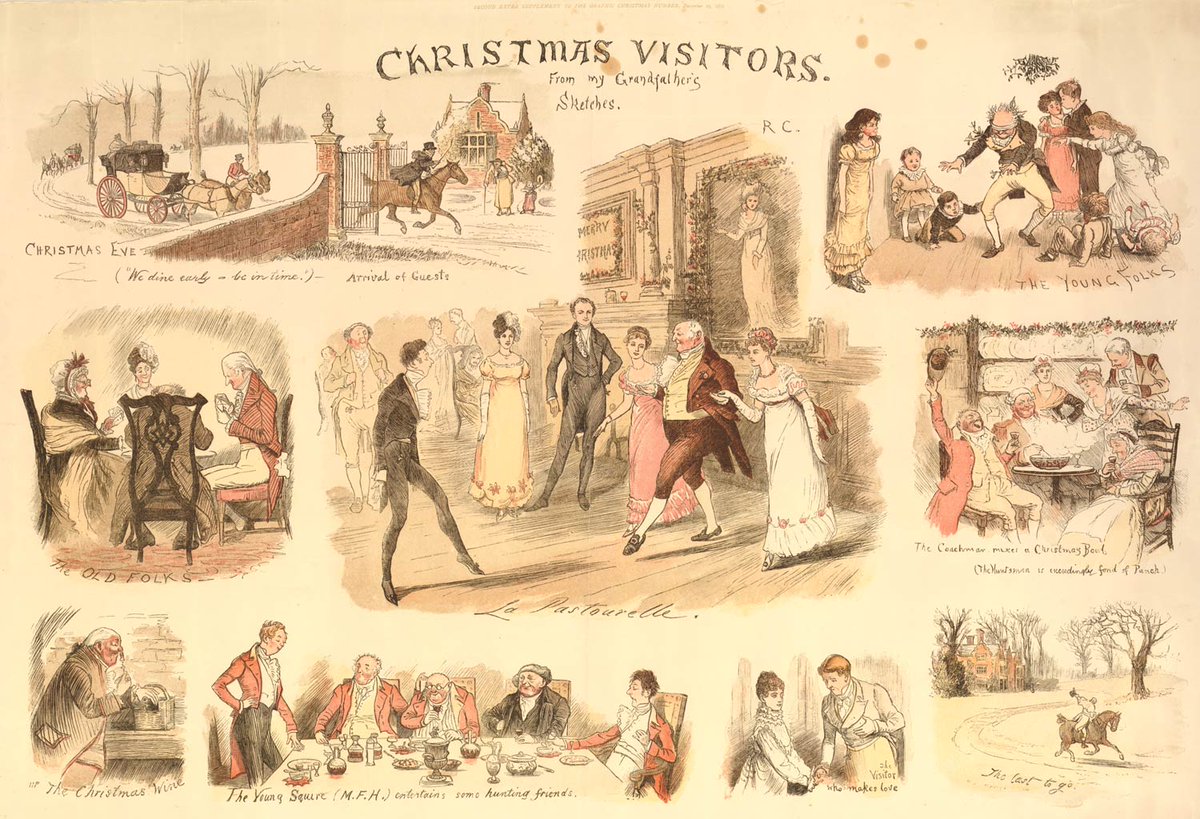 SECOND EXTRA SUPPLEMENT TO THE GRAPHIC CHRISTMAS NUMBER, December 25,
CHRISTMAS VISITORS.
From my Grandfather's
Sketches.
R C.
CHRISTMAS EVE
("We dine early - be in time.") -
Arrival of Guests
MERRY
CHRISTMAS
THE YOUNG FOLKS
The OLD FOLKS
La Pastourelle.
The Coachman makes a Christmas Bowl,
(The Huntsman is exceedingly fond of Punch.)
The Christmas Wine
The Young Squire (M.F.H.) entertains some hunting friends.
The
Visitor
who makes love
The last to go.